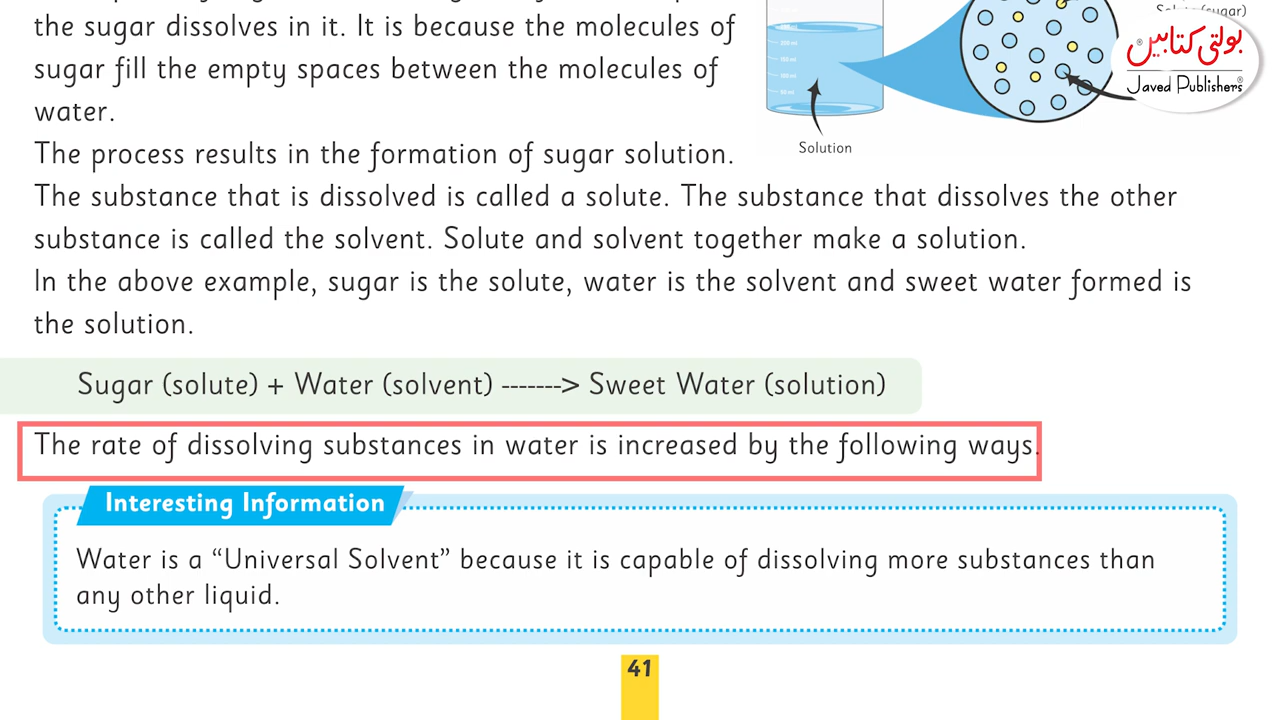 the sugar dissolves in it. It is because the molecules of
sugar fill the empty spaces between the molecules of
water.
The process results in the formation of sugar solution.
The substance that is dissolved is called a solute. The substance that dissolves the other
substance is called the solvent. Solute and solvent together make a solution.
In the above example, sugar is the solute, water is the solvent and sweet water formed is
the solution.
Solution
بولتی کتابیں
Javed Publishers
Sugar (solute) + Water (solvent) -------> Sweet Water (solution)
The rate of dissolving substances in water is increased by the following ways.
Interesting Information
Water is a “Universal Solvent” because it is capable of dissolving more substances than
any other liquid.
41